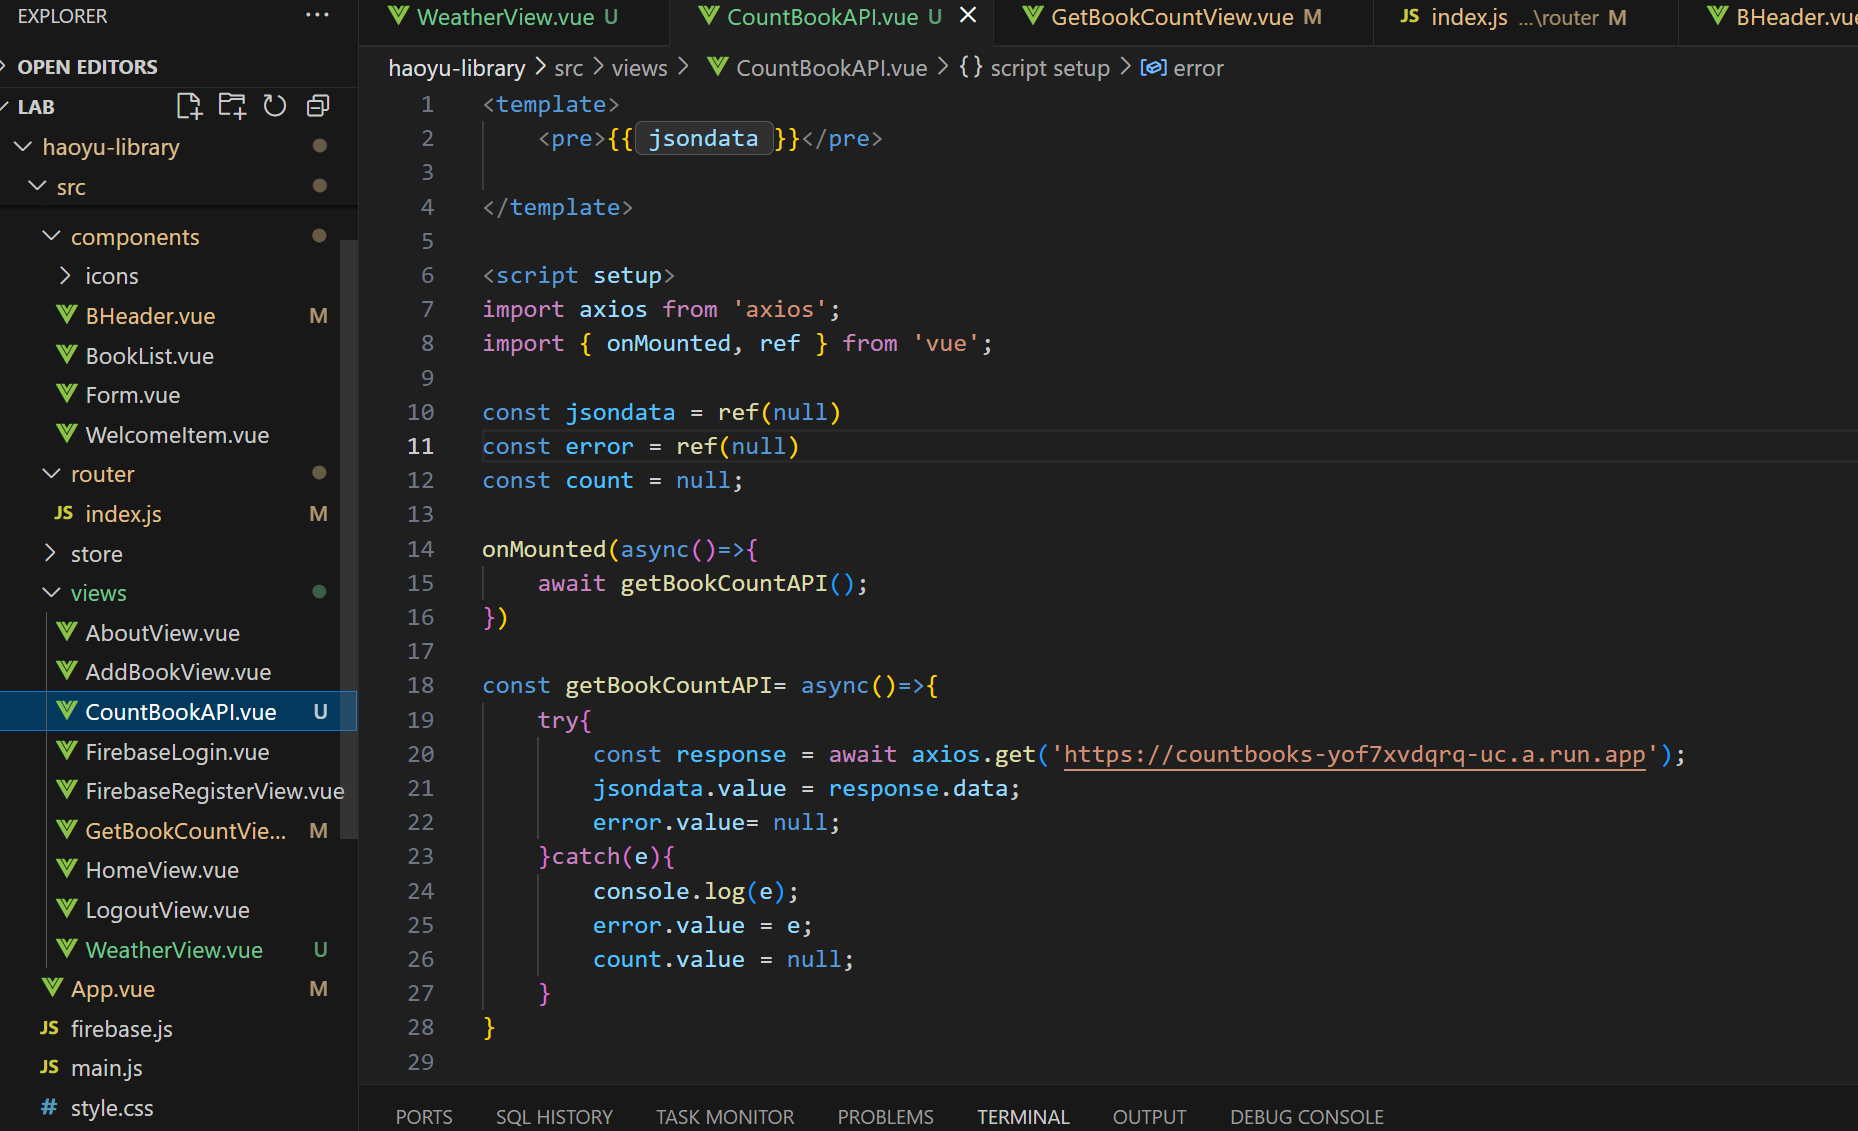 EXPLORER ...
OPEN EDITORS
LAB
haoyu-library
src
components
icons
BHeader.vue M
BookList.vue
Form.vue
WelcomeItem.vue
router
JS index.js M
store
views
AboutView.vue
AddBookView.vue
CountBookAPI.vue U
FirebaseLogin.vue
FirebaseRegisterView.vue
GetBookCountVie... M
HomeView.vue
LogoutView.vue
WeatherView.vue U
App.vue M
JS firebase.js
JS main.js
# style.css
WeatherView.vue U CountBookAPI.vue U × GetBookCountView.vue M JS index.js ...\router M BHeader.vue
haoyu-library > src > views > CountBookAPI.vue > {} script setup > error
1 <template>
2     <pre>{{ jsondata }}</pre>
3
4 </template>
5
6 <script setup>
7 import axios from 'axios';
8 import { onMounted, ref } from 'vue';
9
10 const jsondata = ref(null)
11 const error = ref(null)
12 const count = null;
13
14 onMounted(async()=>{
15     await getBookCountAPI();
16 })
17
18 const getBookCountAPI= async()=>{
19     try{
20         const response = await axios.get('https://countbooks-yof7xvdqrq-uc.a.run.app');
21         jsondata.value = response.data;
22         error.value= null;
23     }catch(e){
24         console.log(e);
25         error.value = e;
26         count.value = null;
27     }
28 }
29
PORTS SQL HISTORY TASK MONITOR PROBLEMS TERMINAL OUTPUT DEBUG CONSOLE